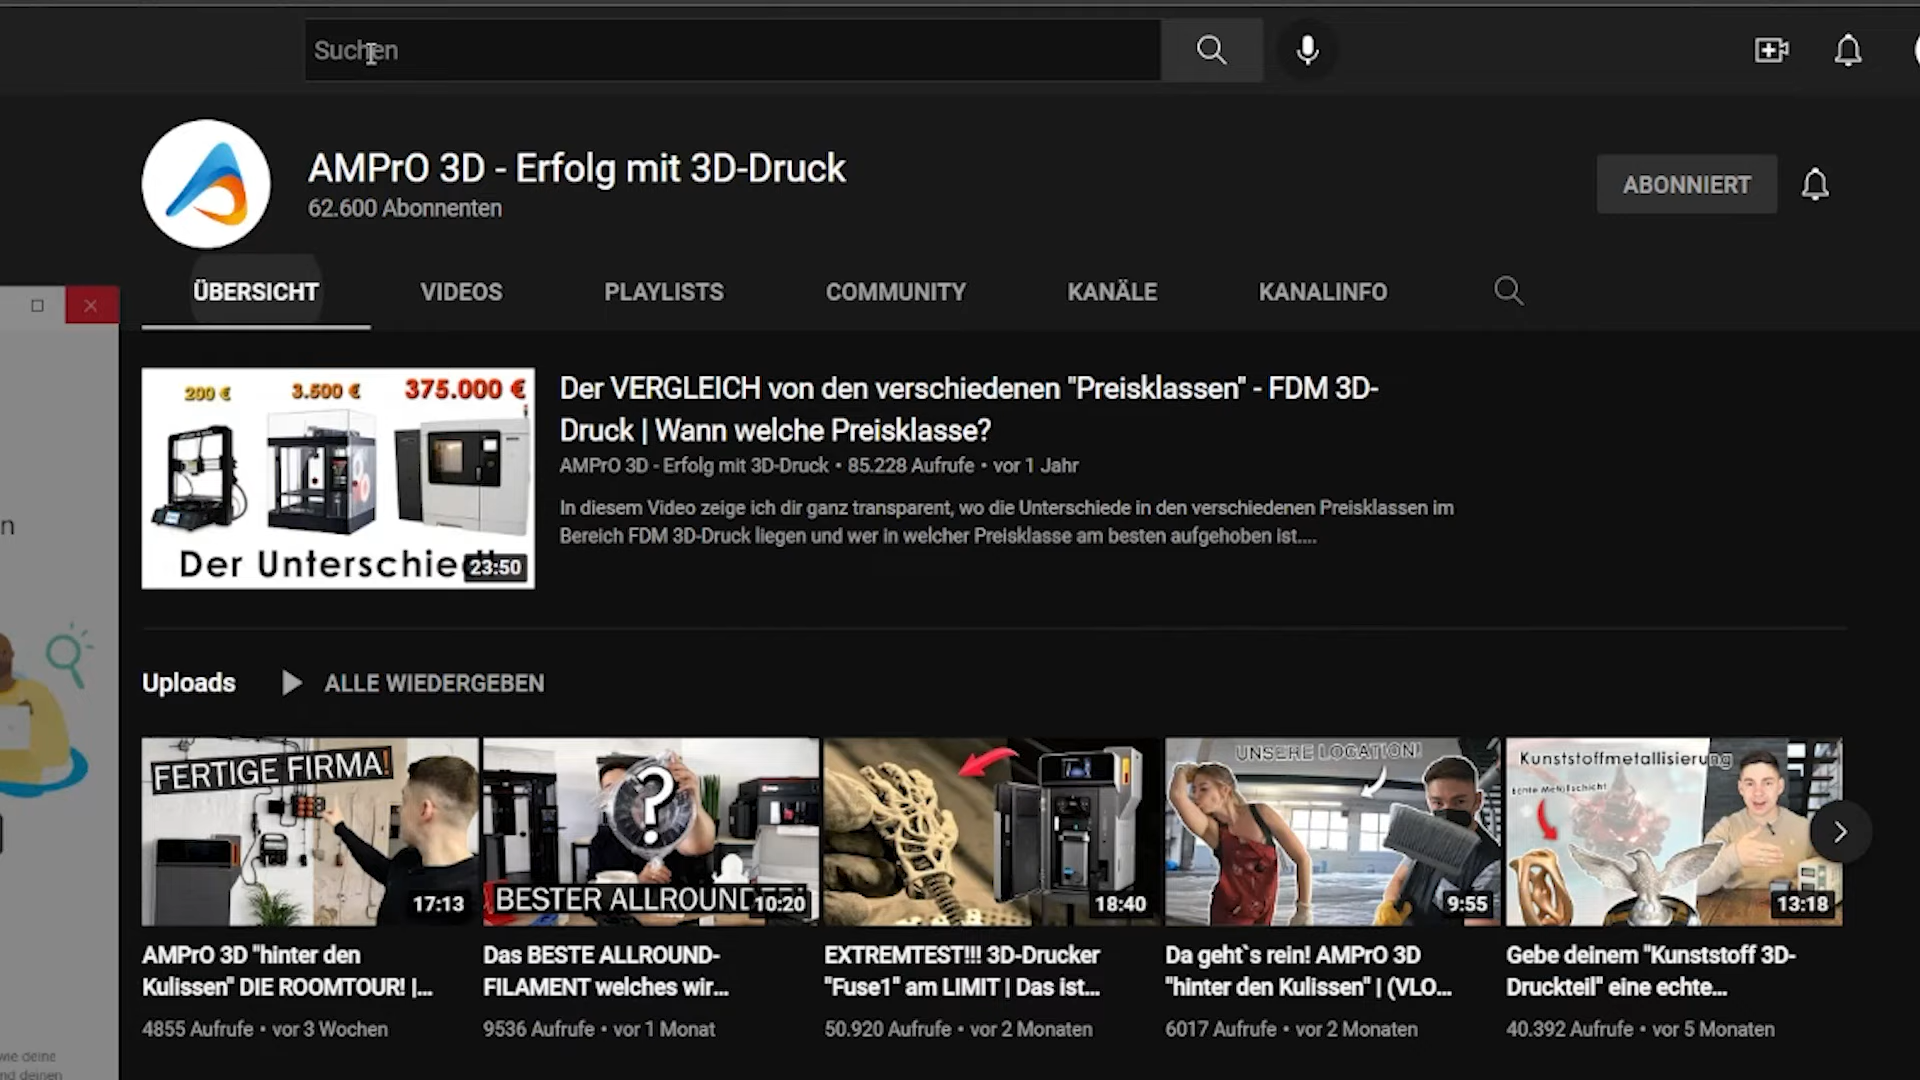 Suchen
AMPrO 3D - Erfolg mit 3D-Druck
62.600 Abonnenten
ABONNIERT
ÜBERSICHT
VIDEOS
PLAYLISTS
COMMUNITY
KANÄLE
KANALINFO
200 €
3.500 €
375.000 €
Der Unterschie
23:50
Der VERGLEICH von den verschiedenen "Preisklassen" - FDM 3D-
Druck | Wann welche Preisklasse?
AMPrO 3D - Erfolg mit 3D-Druck • 85.228 Aufrufe • vor 1 Jahr
In diesem Video zeige ich dir ganz transparent, wo die Unterschiede in den verschiedenen Preisklassen im
Bereich FDM 3D-Druck liegen und wer in welcher Preisklasse am besten aufgehoben ist....
n
Uploads
ALLE WIEDERGEBEN
FERTIGE FIRMA!
17:13
AMPrO 3D "hinter den
Kulissen" DIE ROOMTOUR! |...
4855 Aufrufe • vor 3 Wochen
?
BESTER ALLROUND
10:20
Das BESTE ALLROUND-
FILAMENT welches wir...
9536 Aufrufe • vor 1 Monat
18:40
EXTREMTEST!!! 3D-Drucker
"Fuse1" am LIMIT | Das ist...
50.920 Aufrufe • vor 2 Monaten
UNSERE LOCATION!
9:55
Da geht`s rein! AMPrO 3D
"hinter den Kulissen" | (VLO...
6017 Aufrufe • vor 2 Monaten
Kunststoffmetallisierung
Echte Metallschicht
13:18
Gebe deinem "Kunststoff 3D-
Druckteil" eine echte...
40.392 Aufrufe • vor 5 Monaten
wie deine
nd deinen